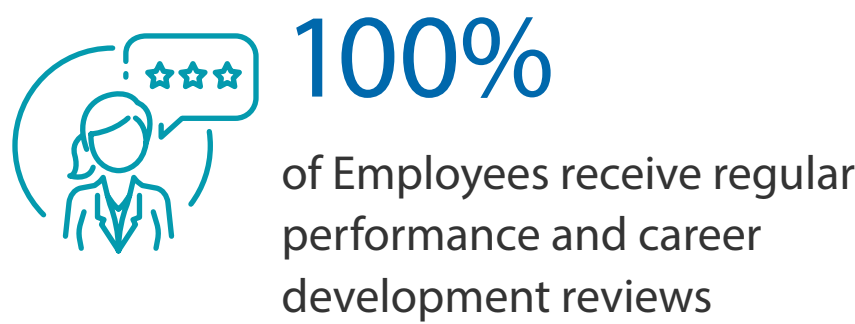 100%
of Employees receive regular
performance and career
development reviews